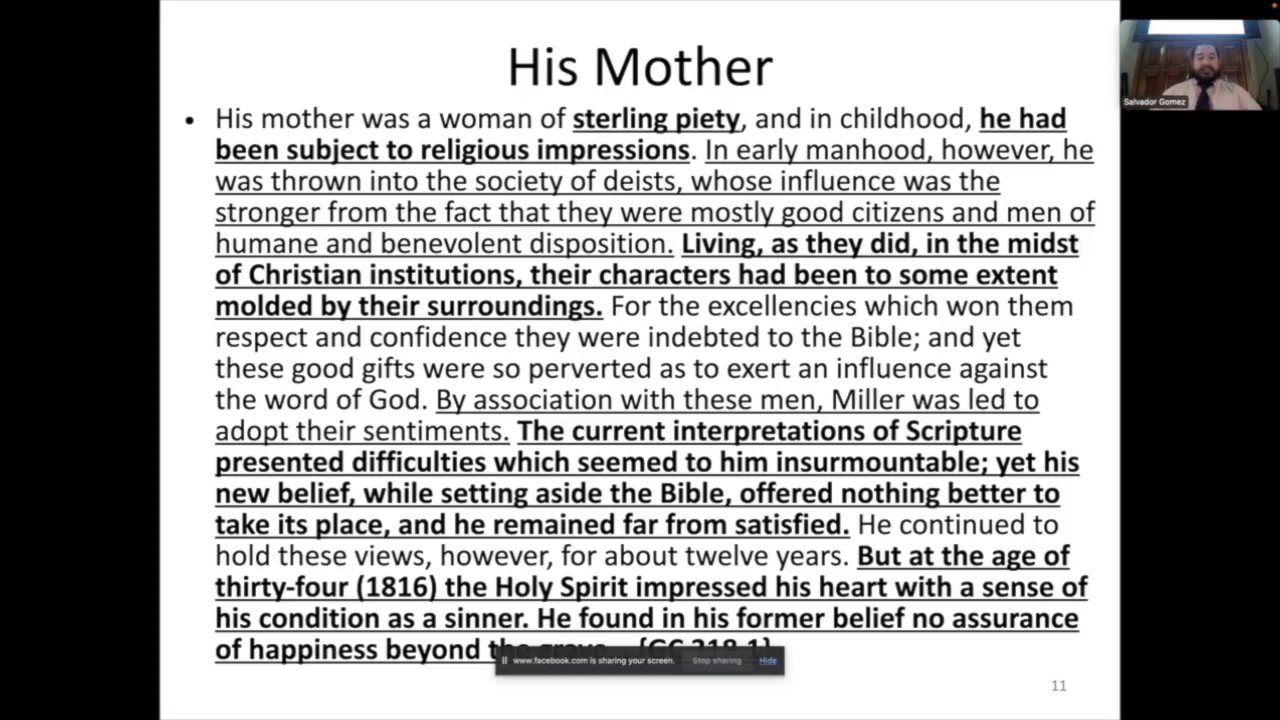 His Mother
Salvador Gomez
• His mother was a woman of sterling piety, and in childhood, he had
been subject to religious impressions. In early manhood, however, he
was thrown into the society of deists, whose influence was the
stronger from the fact that they were mostly good citizens and men of
humane and benevolent disposition. Living, as they did, in the midst
of Christian institutions, their characters had been to some extent
molded by their surroundings. For the excellencies which won them
respect and confidence they were indebted to the Bible; and yet
these good gifts were so perverted as to exert an influence against
the word of God. By association with these men, Miller was led to
adopt their sentiments. The current interpretations of Scripture
presented difficulties which seemed to him insurmountable; yet his
new belief, while setting aside the Bible, offered nothing better to
take its place, and he remained far from satisfied. He continued to
hold these views, however, for about twelve years. But at the age of
thirty-four (1816) the Holy Spirit impressed his heart with a sense of
his condition as a sinner. He found in his former belief no assurance
of happiness beyond the
www.facebook.com is sharing your screen. Stop sharing Hide
11